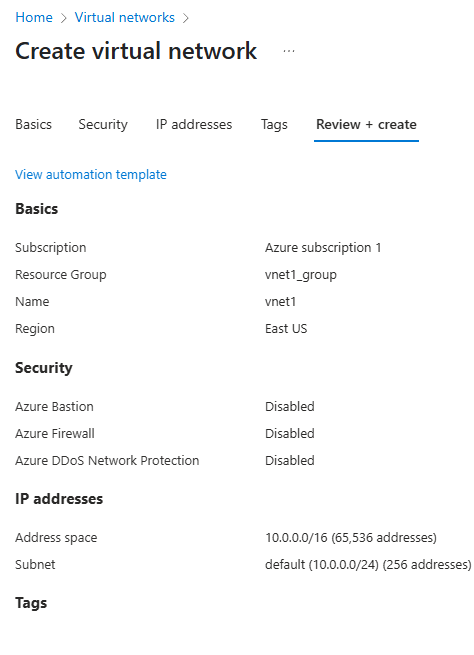 Home > Virtual networks >
Create virtual network ...
Basics Security IP addresses Tags Review + create
View automation template
Basics
Subscription Azure subscription 1
Resource Group vnet1_group
Name vnet1
Region East US
Security
Azure Bastion Disabled
Azure Firewall Disabled
Azure DDoS Network Protection Disabled
IP addresses
Address space 10.0.0.0/16 (65,536 addresses)
Subnet default (10.0.0.0/24) (256 addresses)
Tags